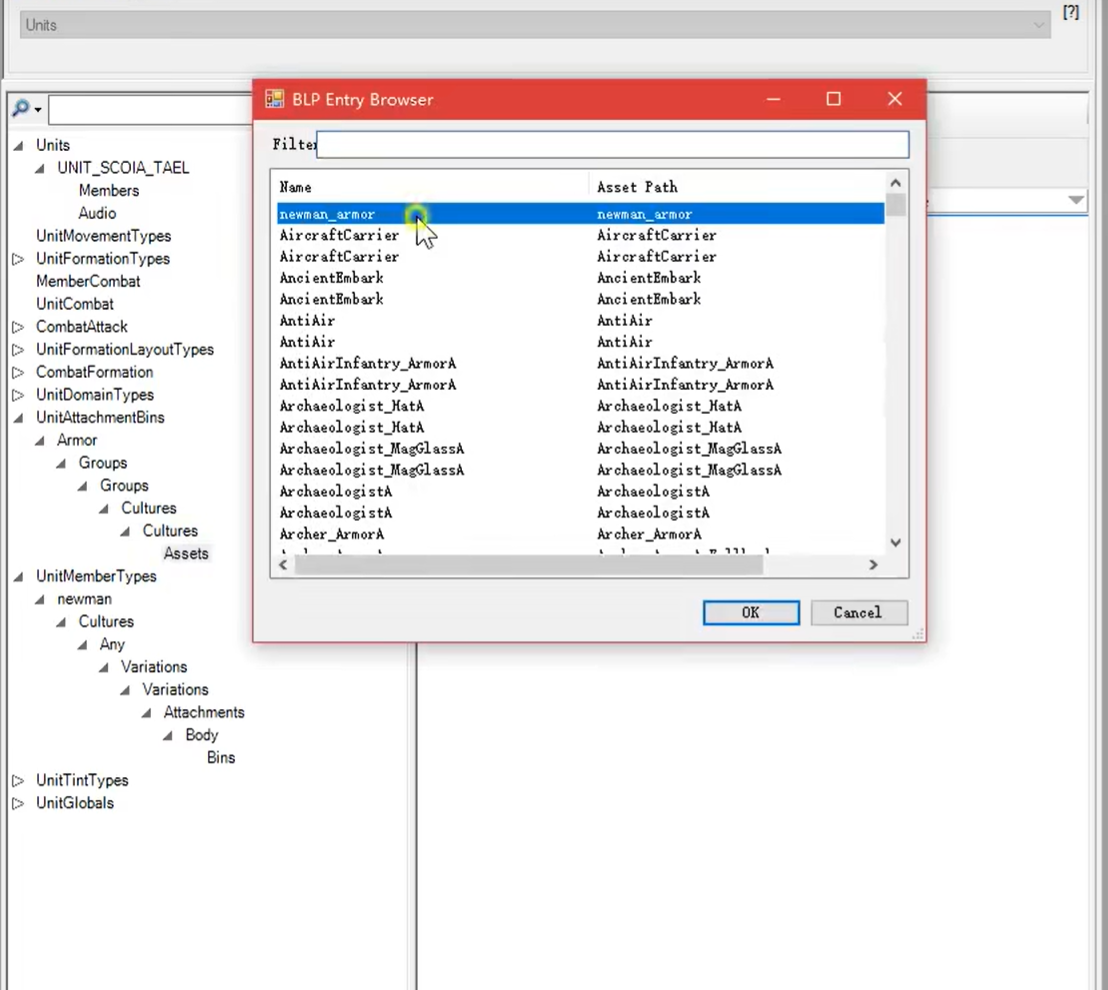 Units
[?]
BLP Entry Browser
Filter
Name Asset Path
newman_armor newman_armor
AircraftCarrier AircraftCarrier
AircraftCarrier AircraftCarrier
AncientEmbark AncientEmbark
AncientEmbark AncientEmbark
AntiAir AntiAir
AntiAir AntiAir
AntiAirInfantry_ArmorA AntiAirInfantry_ArmorA
AntiAirInfantry_ArmorA AntiAirInfantry_ArmorA
Archaeologist_HatA Archaeologist_HatA
Archaeologist_HatA Archaeologist_HatA
Archaeologist_MagGlassA Archaeologist_MagGlassA
Archaeologist_MagGlassA Archaeologist_MagGlassA
ArchaeologistA ArchaeologistA
ArchaeologistA ArchaeologistA
Archer_ArmorA Archer_ArmorA
OK Cancel
Units
UNIT_SCOIA_TAEL
Members
Audio
UnitMovementTypes
UnitFormationTypes
MemberCombat
UnitCombat
CombatAttack
UnitFormationLayoutTypes
CombatFormation
UnitDomainTypes
UnitAttachmentBins
Armor
Groups
Groups
Cultures
Cultures
Assets
UnitMemberTypes
newman
Cultures
Any
Variations
Variations
Attachments
Body
Bins
UnitTintTypes
UnitGlobals